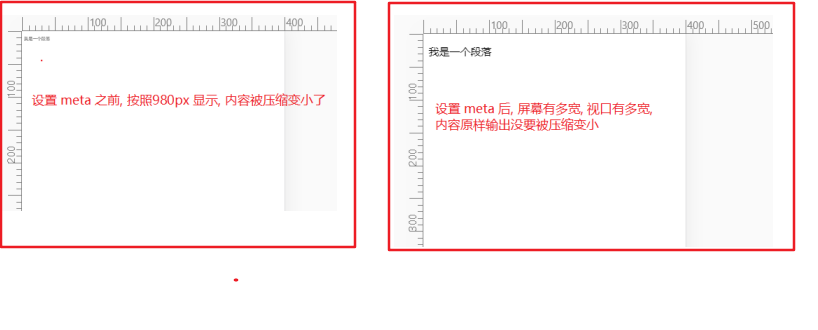 100 200 300 400
我是一个段落
100
设置 meta 之前, 按照980px 显示, 内容被压缩变小了
200
100 200 300 400 500
我是一个段落
100
设置 meta 后, 屏幕有多宽, 视口有多宽,
内容原样输出没要被压缩变小
200
300